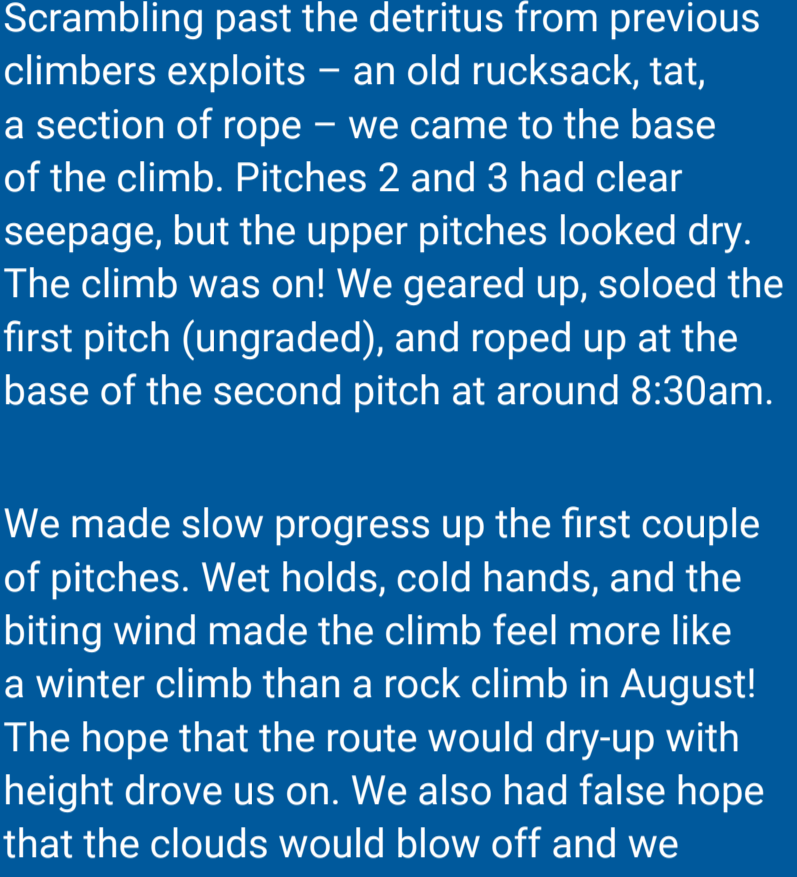 Scrambling past the detritus from previous
climbers exploits – an old rucksack, tat,
a section of rope – we came to the base
of the climb. Pitches 2 and 3 had clear
seepage, but the upper pitches looked dry.
The climb was on! We geared up, soloed the
first pitch (ungraded), and roped up at the
base of the second pitch at around 8:30am.
We made slow progress up the first couple
of pitches. Wet holds, cold hands, and the
biting wind made the climb feel more like
a winter climb than a rock climb in August!
The hope that the route would dry-up with
height drove us on. We also had false hope
that the clouds would blow off and we